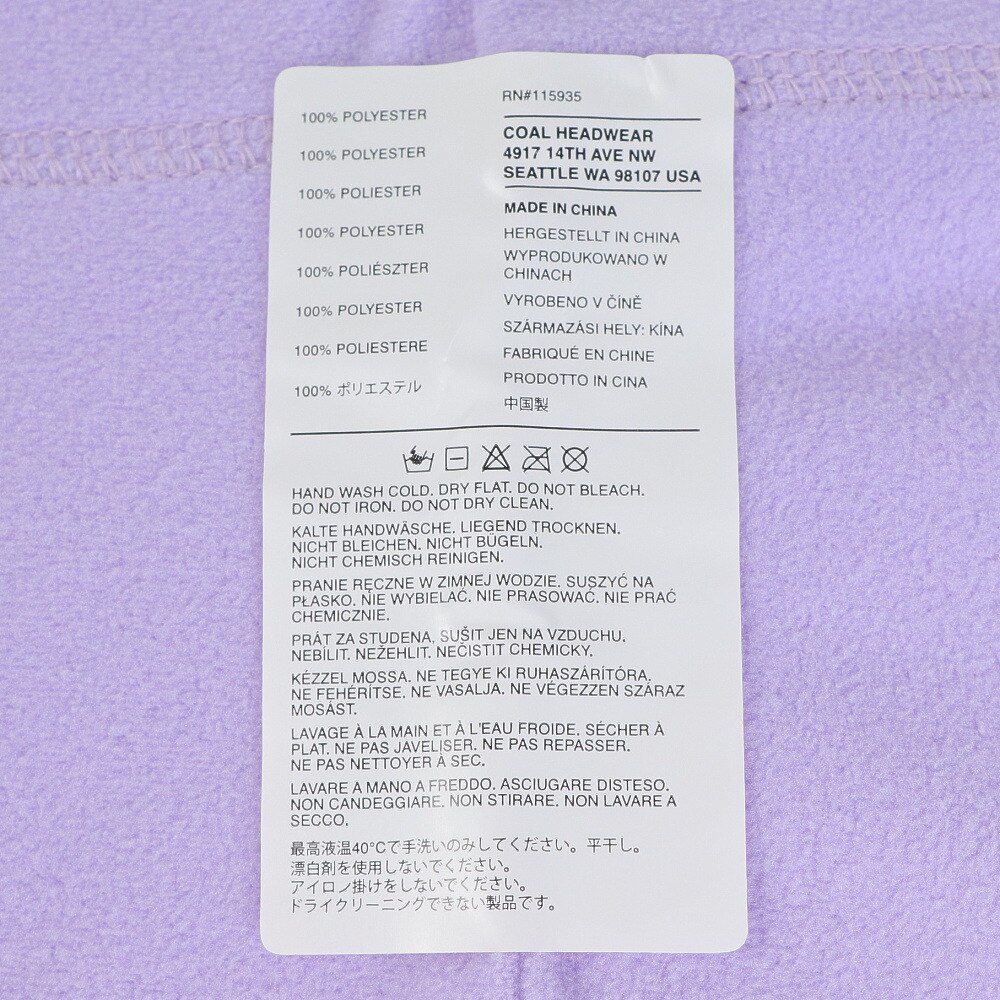 100% POLYESTER
100% POLYESTER
100% POLIESTER
100% POLYESTER
100% POLIÉSZTER
100% POLYESTER
100% POLIESTERE
100% ポリエステル
RN#115935
COAL HEADWEAR
4917 14TH AVE NW
SEATTLE WA 98107 USA
MADE IN CHINA
HERGESTELLT IN CHINA
WYPRODUKOWANO W
CHINACH
VYROBENO V ČÍNĚ
SZÁRMAZÁSI HELY: KÍNA
FABRIQUÉ EN CHINE
PRODOTTO IN CINA
中国製
HAND WASH COLD. DRY FLAT. DO NOT BLEACH.
DO NOT IRON. DO NOT DRY CLEAN.
KALTE HANDWÄSCHE. LIEGEND TROCKNEN.
NICHT BLEICHEN. NICHT BÜGELN.
NICHT CHEMISCH REINIGEN.
PRANIE RĘCZNE W ZIMNEJ WODZIE. SUSZYĆ NA
PŁASKO. NIE WYBIELAĆ. NIE PRASOWAĆ. NIE PRAĆ
CHEMICZNIE.
PRÁT ZA STUDENA, SUŠIT JEN NA VZDUCHU.
NEBÍLIT. NEŽEHLIT. NEČISTIT CHEMICKY.
KÉZZEL MOSSA. NE TEGYE KI RUHASZÁRÍTÓRA.
NE FEHÉRÍTSE. NE VASALJA. NE VÉGEZZEN SZÁRAZ
MOSÁST.
LAVAGE À LA MAIN ET À L'EAU FROIDE. SÉCHER À
PLAT. NE PAS JAVELISER. NE PAS REPASSER.
NE PAS NETTOYER À SEC.
LAVARE A MANO A FREDDO. ASCIUGARE DISTESO.
NON CANDEGGIARE. NON STIRARE. NON LAVARE A
SECCO.
最高液温40°Cで手洗いのみしてください。平干し。
漂白剤を使用しないでください。
アイロン掛けをしないでください。
ドライクリーニングできない製品です。